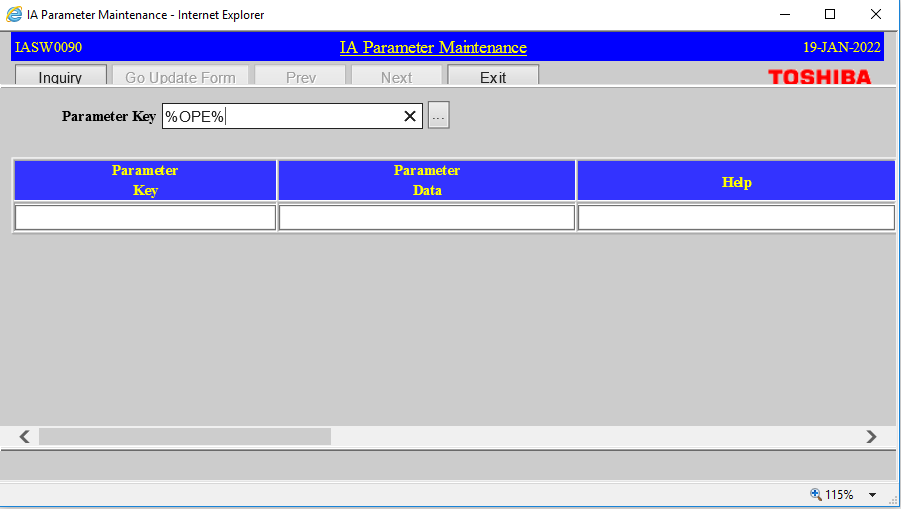 IA Parameter Maintenance - Internet Explorer
IASW0090 IA Parameter Maintenance 19-JAN-2022
Inquiry Go Update Form Prev Next Exit TOSHIBA
Parameter Key %OPE% ...
Parameter Parameter
Key Data Help
115%